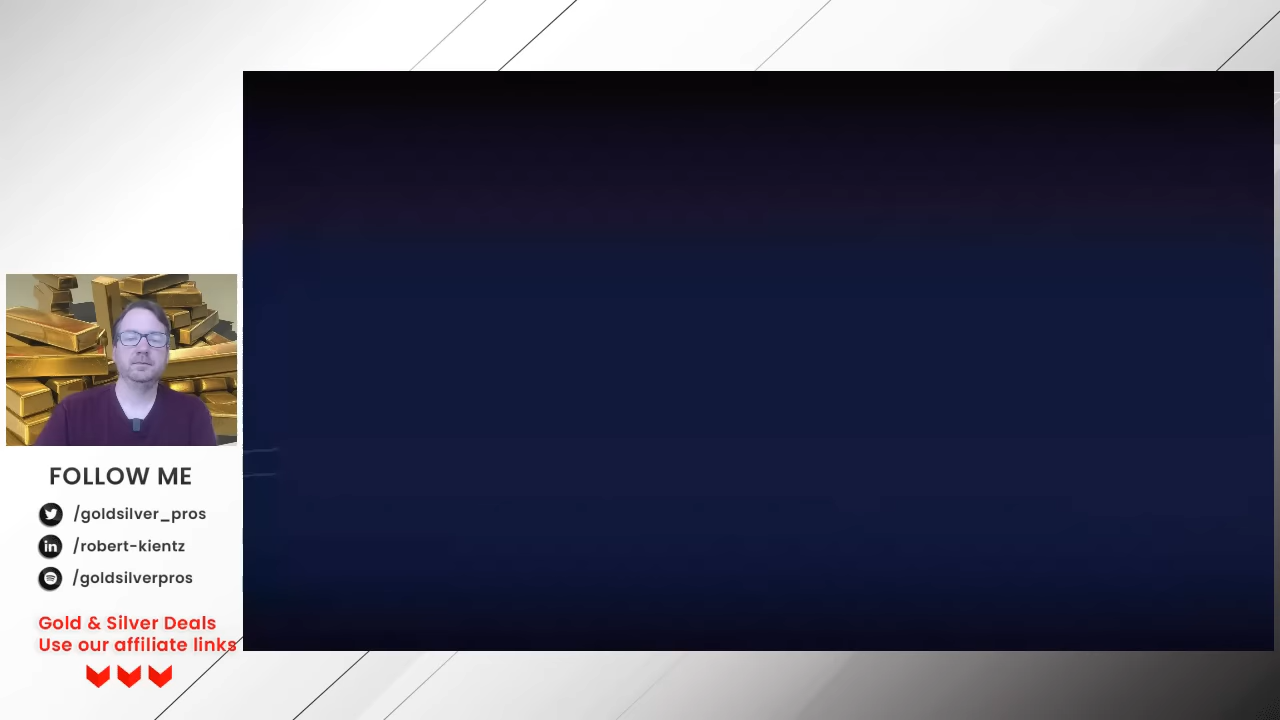 FOLLOW ME
/goldsilver_pros
/robert-kientz
/goldsilverpros
Gold & Silver Deals
Use our affiliate links